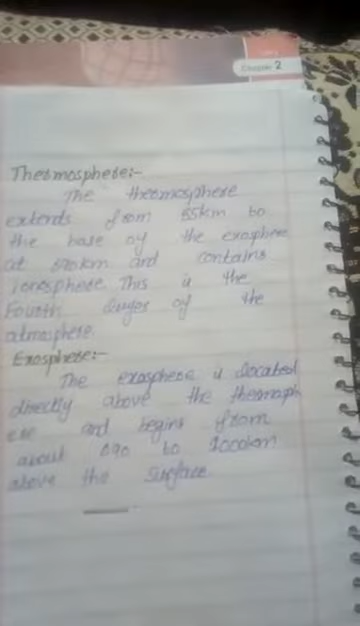 Chapter 2
Thermosphere:-
The thermosphere
extends from 85km to
the base of the exosphere
at 690km and contains
Ionosphere This is the
Fourth layer of the
atmosphere.
Exosphere:-
The exosphere is located
directly above the thermosph
ere and begins from
about 690 to 1000km
above the surface